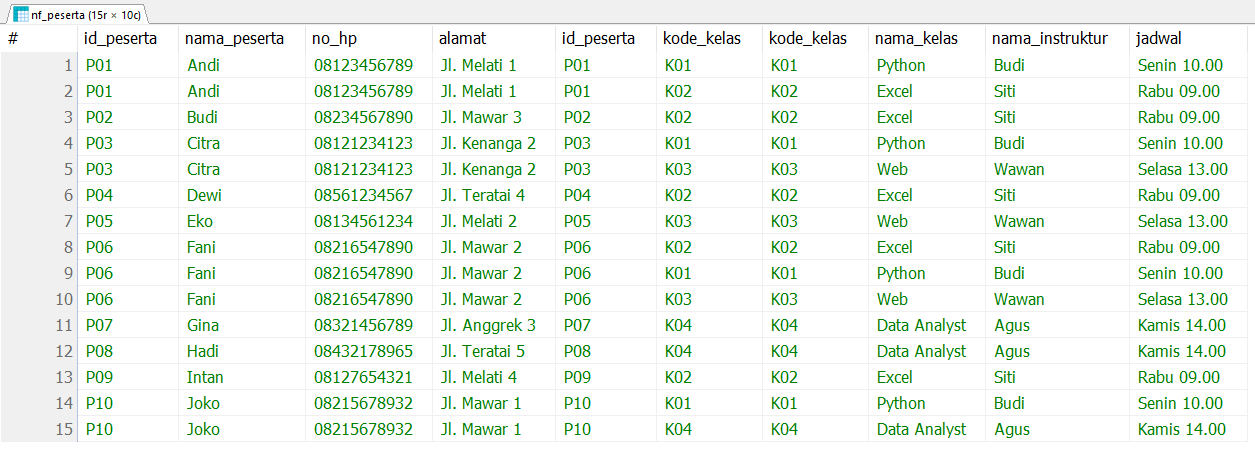 nf_peserta (15r × 10c)
# id_peserta nama_peserta no_hp alamat id_peserta kode_kelas kode_kelas nama_kelas nama_instruktur jadwal
1 P01 Andi 08123456789 Jl. Melati 1 P01 K01 K01 Python Budi Senin 10.00
2 P01 Andi 08123456789 Jl. Melati 1 P01 K02 K02 Excel Siti Rabu 09.00
3 P02 Budi 08234567890 Jl. Mawar 3 P02 K02 K02 Excel Siti Rabu 09.00
4 P03 Citra 08121234123 Jl. Kenanga 2 P03 K01 K01 Python Budi Senin 10.00
5 P03 Citra 08121234123 Jl. Kenanga 2 P03 K03 K03 Web Wawan Selasa 13.00
6 P04 Dewi 08561234567 Jl. Teratai 4 P04 K02 K02 Excel Siti Rabu 09.00
7 P05 Eko 08134561234 Jl. Melati 2 P05 K03 K03 Web Wawan Selasa 13.00
8 P06 Fani 08216547890 Jl. Mawar 2 P06 K02 K02 Excel Siti Rabu 09.00
9 P06 Fani 08216547890 Jl. Mawar 2 P06 K01 K01 Python Budi Senin 10.00
10 P06 Fani 08216547890 Jl. Mawar 2 P06 K03 K03 Web Wawan Selasa 13.00
11 P07 Gina 08321456789 Jl. Anggrek 3 P07 K04 K04 Data Analyst Agus Kamis 14.00
12 P08 Hadi 08432178965 Jl. Teratai 5 P08 K04 K04 Data Analyst Agus Kamis 14.00
13 P09 Intan 08127654321 Jl. Melati 4 P09 K02 K02 Excel Siti Rabu 09.00
14 P10 Joko 08215678932 Jl. Mawar 1 P10 K01 K01 Python Budi Senin 10.00
15 P10 Joko 08215678932 Jl. Mawar 1 P10 K04 K04 Data Analyst Agus Kamis 14.00